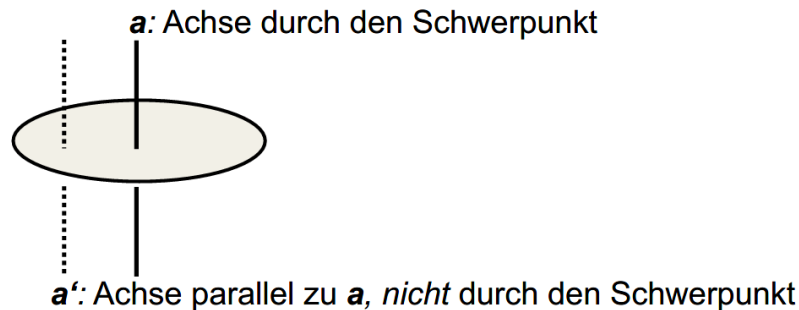 a: Achse durch den Schwerpunkt
a‘: Achse parallel zu a, nicht durch den Schwerpunkt